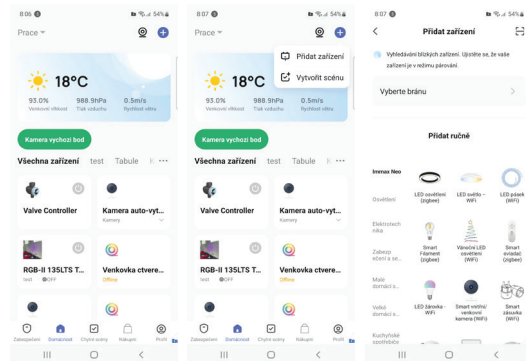 8:06
54%
Prace
18°C
93.0%
988.9hPa
0.5m/s
Venkovní vlhkost
Tlak vzduchu
Rychlost větru
Kamera vychozi bod
Všechna zařízení
test
Tabule
K
Valve Controller
Kamera auto-vyt...
Kamery
RGB-II 135LTS T...
Venkovka ctvere...
test
OFF
Offline
Zabezpečení
Domácnost
Chytré scény
Nákupní
Profil
8:07
54%
Prace
Přidat zařízení
Vytvořit scénu
18°C
93.0%
988.9hPa
0.5m/s
Venkovní vlhkost
Tlak vzduchu
Rychlost větru
Kamera vychozi bod
Všechna zařízení
test
Tabule
K
Valve Controller
Kamera auto-vyt...
Kamery
RGB-II 135LTS T...
Venkovka ctvere...
test
OFF
Offline
Zabezpečení
Domácnost
Chytré scény
Nákupní
Profil
8:07
54%
Přidat zařízení
Vyhledávání blízkých zařízení. Ujistěte se, že vaše
zařízení je v režimu párování.
Vyberte bránu
Přidat ručně
Immax Neo
Osvětlení
Elektrotech
nika
Zabezp
ečení a se...
Malé
domácí s...
Velké
domácí s...
Kuchyňské
spotřebiče
LED osvětlení
(zigbee)
LED světlo –
WiFi
LED pásek
(WiFi)
Smart
Filament
(zigbee)
Vánoční LED
osvětlení
(WiFi)
Smart
ovladač
(zigbee)
LED žárovka -
WiFi
Smart vnitřní/
venkovní
kamera (WiFi)
Smart
zásuvka
(WiFi)